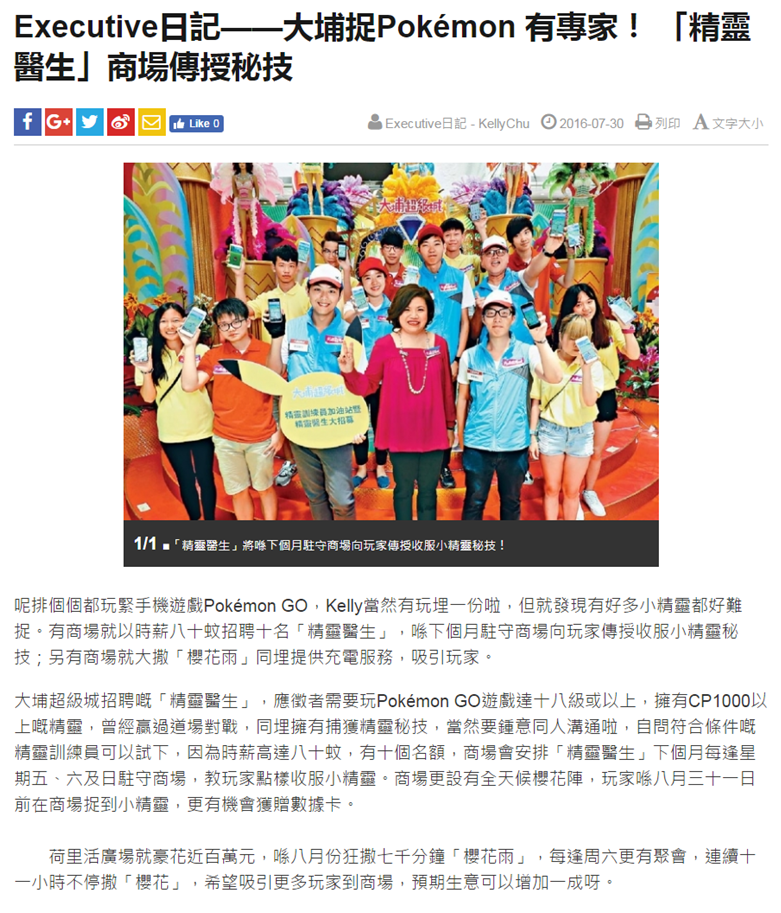 Executive日記——大埔捉Pokémon 有專家！ 「精靈
醫生」商場傳授秘技
Like 0
Executive日記 - KellyChu 2016-07-30 列印 文字大小
大埔超級城
大埔超級城
精靈訓練員加油站暨
精靈醫生大招募
1/1 ■「精靈醫生」將喺下個月駐守商場向玩家傳授收服小精靈秘技！
呢排個個都玩緊手機遊戲Pokémon GO，Kelly當然有玩埋一份啦，但就發現有好多小精靈都好難
捉。有商場就以時薪八十蚊招聘十名「精靈醫生」，喺下個月駐守商場向玩家傳授收服小精靈秘
技；另有商場就大撒「櫻花雨」同埋提供充電服務，吸引玩家。
大埔超級城招聘嘅「精靈醫生」，應徵者需要玩Pokémon GO遊戲達十八級或以上，擁有CP1000以
上嘅精靈，曾經贏過道場對戰，同埋擁有捕獲精靈秘技，當然要鍾意同人溝通啦，自問符合條件嘅
精靈訓練員可以試下，因為時薪高達八十蚊，有十個名額，商場會安排「精靈醫生」下個月每逢星
期五、六及日駐守商場，教玩家點樣收服小精靈。商場更設有全天候櫻花陣，玩家喺八月三十一日
前在商場捉到小精靈，更有機會獲贈數據卡。
荷里活廣場就豪花近百萬元，喺八月份狂撒七千分鐘「櫻花雨」，每逢周六更有聚會，連續十
一小時不停撒「櫻花」，希望吸引更多玩家到商場，預期生意可以增加一成呀。